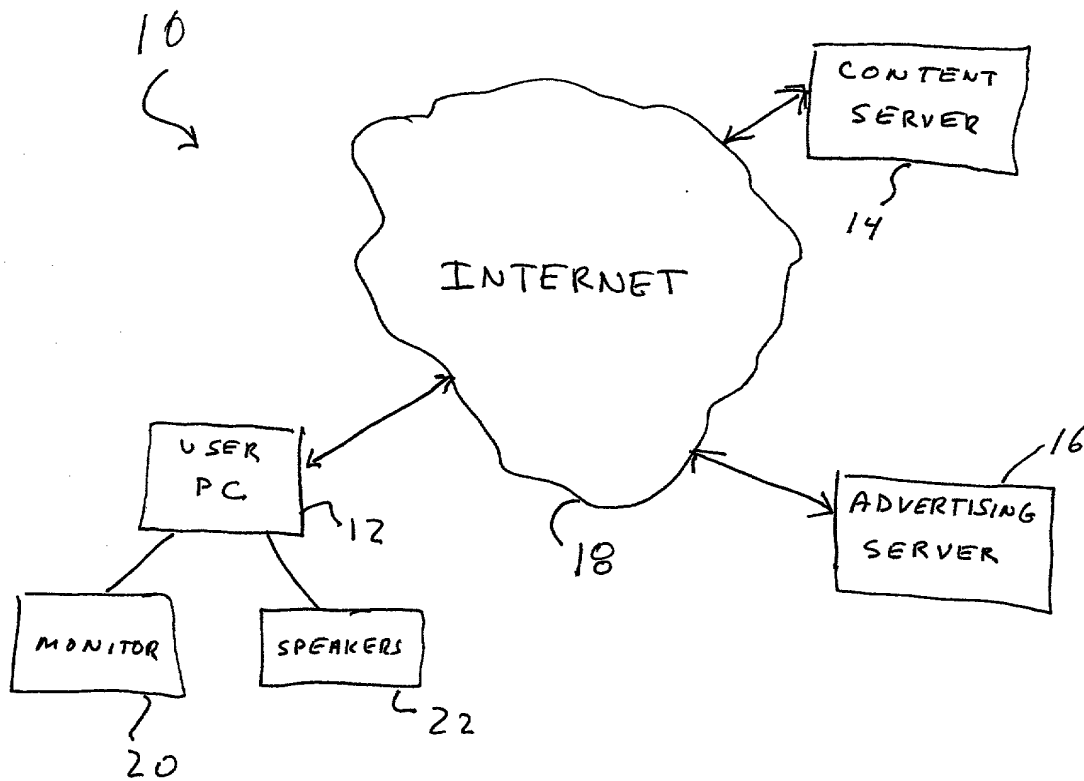 10
CONTENT
SERVER
14
INTERNET
USER
PC
12
18
16
ADVERTISING
SERVER
MONITOR
SPEAKERS
20
22